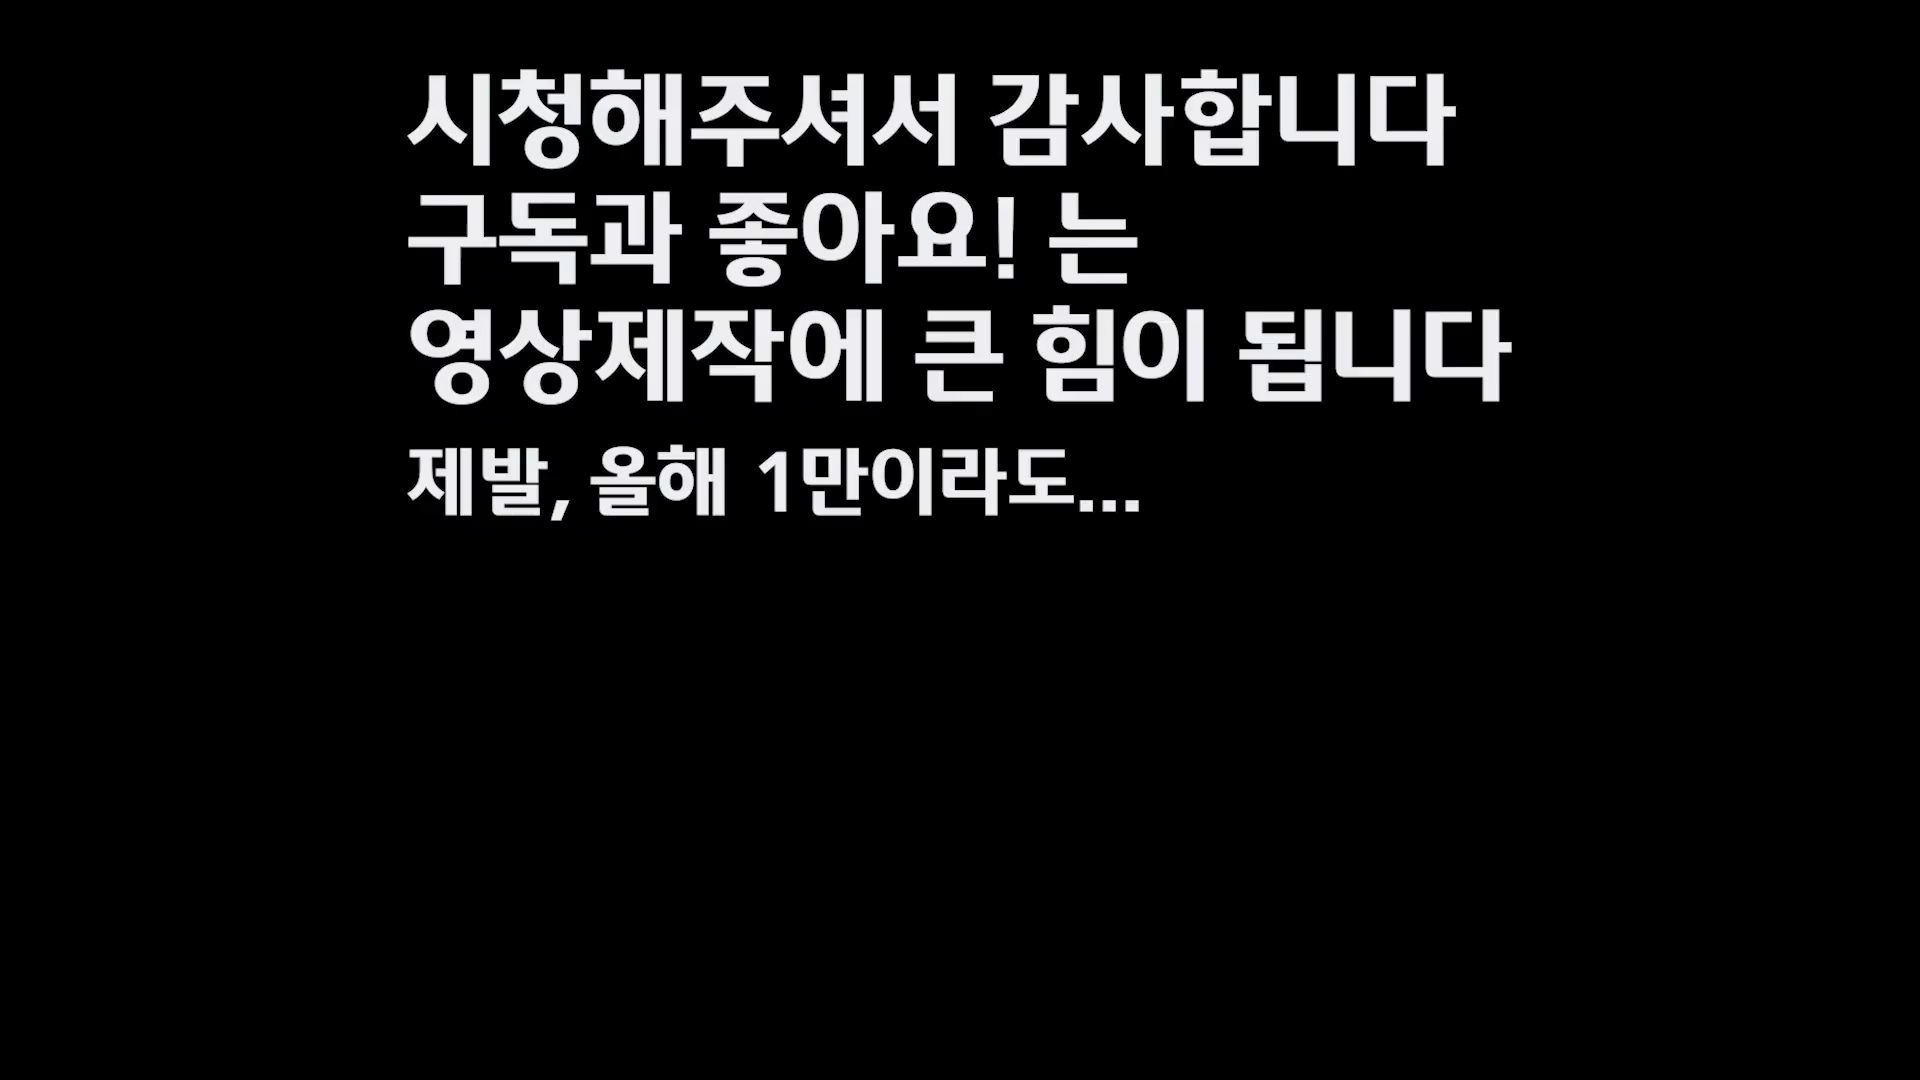 시청해주셔서 감사합니다
구독과 좋아요! 는
영상제작에 큰 힘이 됩니다
제발, 올해 1만이라도...